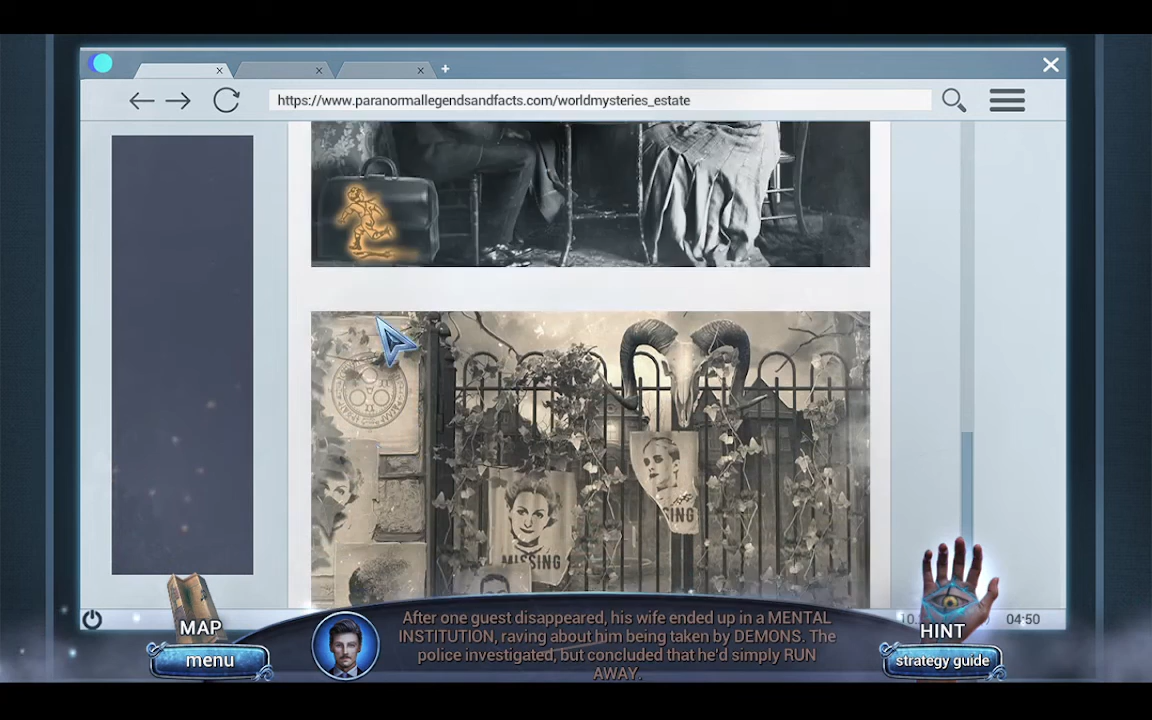 https://www.paranormallegendsandfacts.com/worldmysteries_estate
MISSING
SING
After one guest disappeared, his wife ended up in a MENTAL
INSTITUTION, raving about him being taken by DEMONS. The
police investigated, but concluded that he'd simply RUN
AWAY.
MAP
menu
HINT
strategy guide
04:50